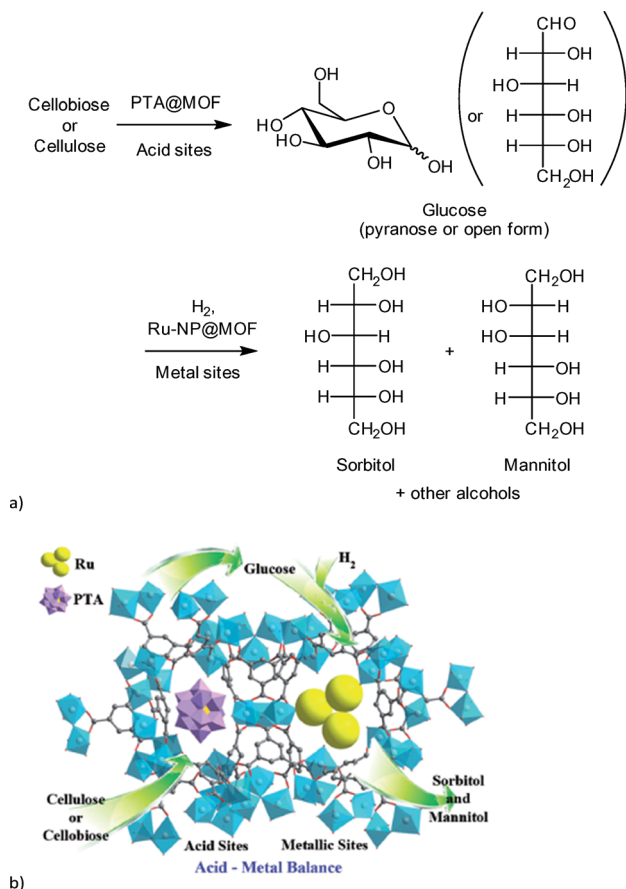 Cellobiose
or
Cellulose
PTA@MOF
Acid sites
OH
O
HO
HO
OH
OH
or
CHO
H OH
HO H
H OH
H OH
CH2OH
Glucose
(pyranose or open form)
H2,
Ru-NP@MOF
Metal sites
CH2OH
H OH
HO H
H OH
H OH
CH2OH
Sorbitol
+
CH2OH
HO H
HO H
H OH
H OH
CH2OH
Mannitol
+ other alcohols
a)
Ru
PTA
Glucose
H2
Cellulose
or
Cellobiose
Acid Sites
Metallic Sites
Sorbitol
and
Mannitol
Acid - Metal Balance
b)